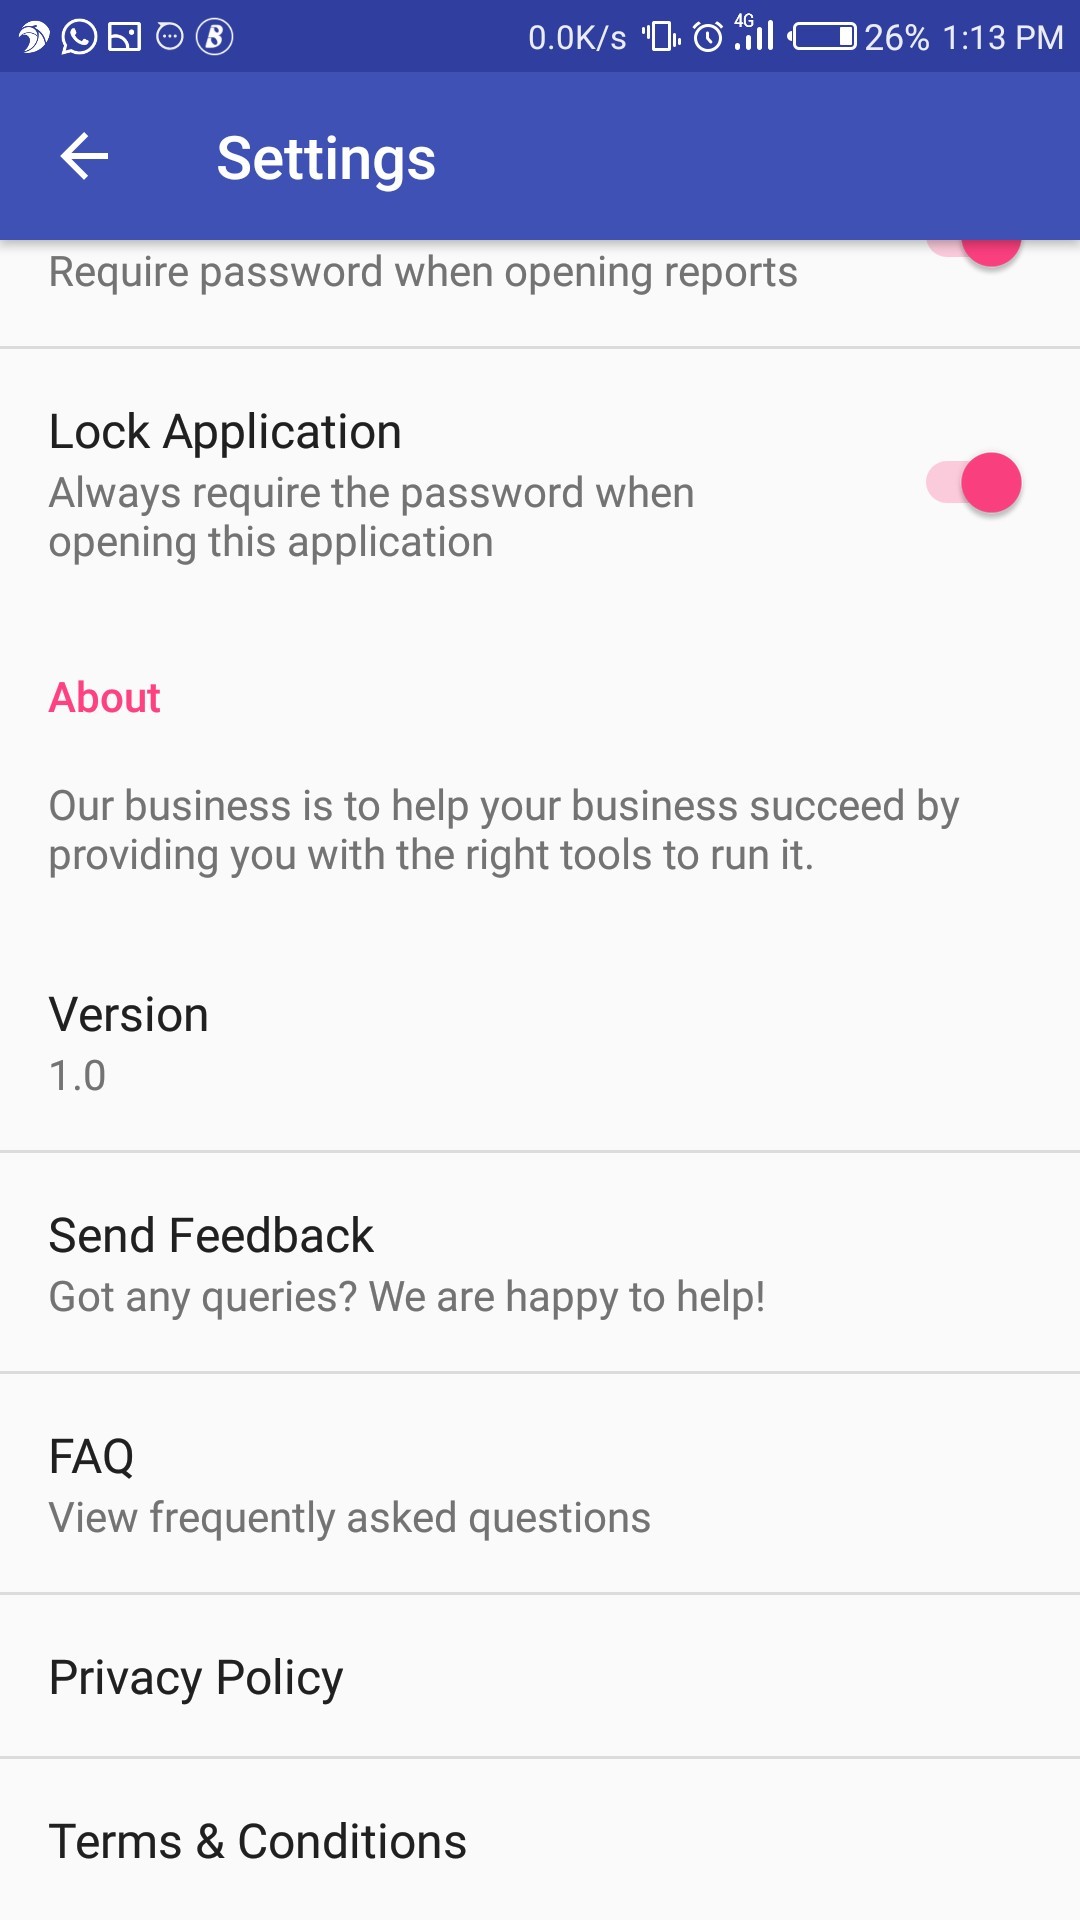 0.0K/s 4G 26% 1:13 PM
Settings
Require password when opening reports
Lock Application
Always require the password when
opening this application
About
Our business is to help your business succeed by
providing you with the right tools to run it.
Version
1.0
Send Feedback
Got any queries? We are happy to help!
FAQ
View frequently asked questions
Privacy Policy
Terms & Conditions